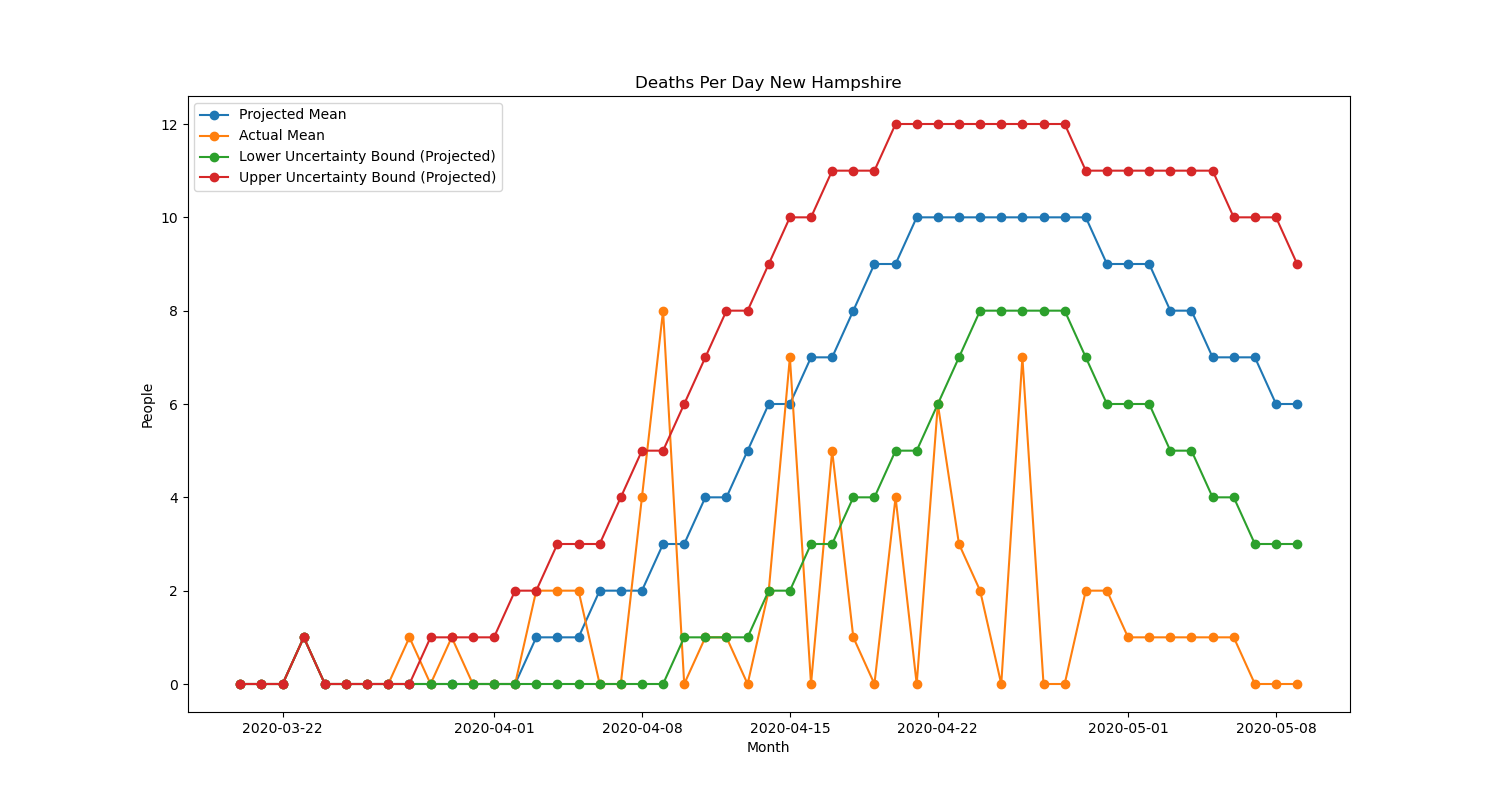 Deaths Per Day New Hampshire
Projected Mean
Actual Mean
Lower Uncertainty Bound (Projected)
Upper Uncertainty Bound (Projected)
12
10
8
6
4
2
0
People
2020-03-22 2020-04-01 2020-04-08 2020-04-15 2020-04-22 2020-05-01 2020-05-08
Month